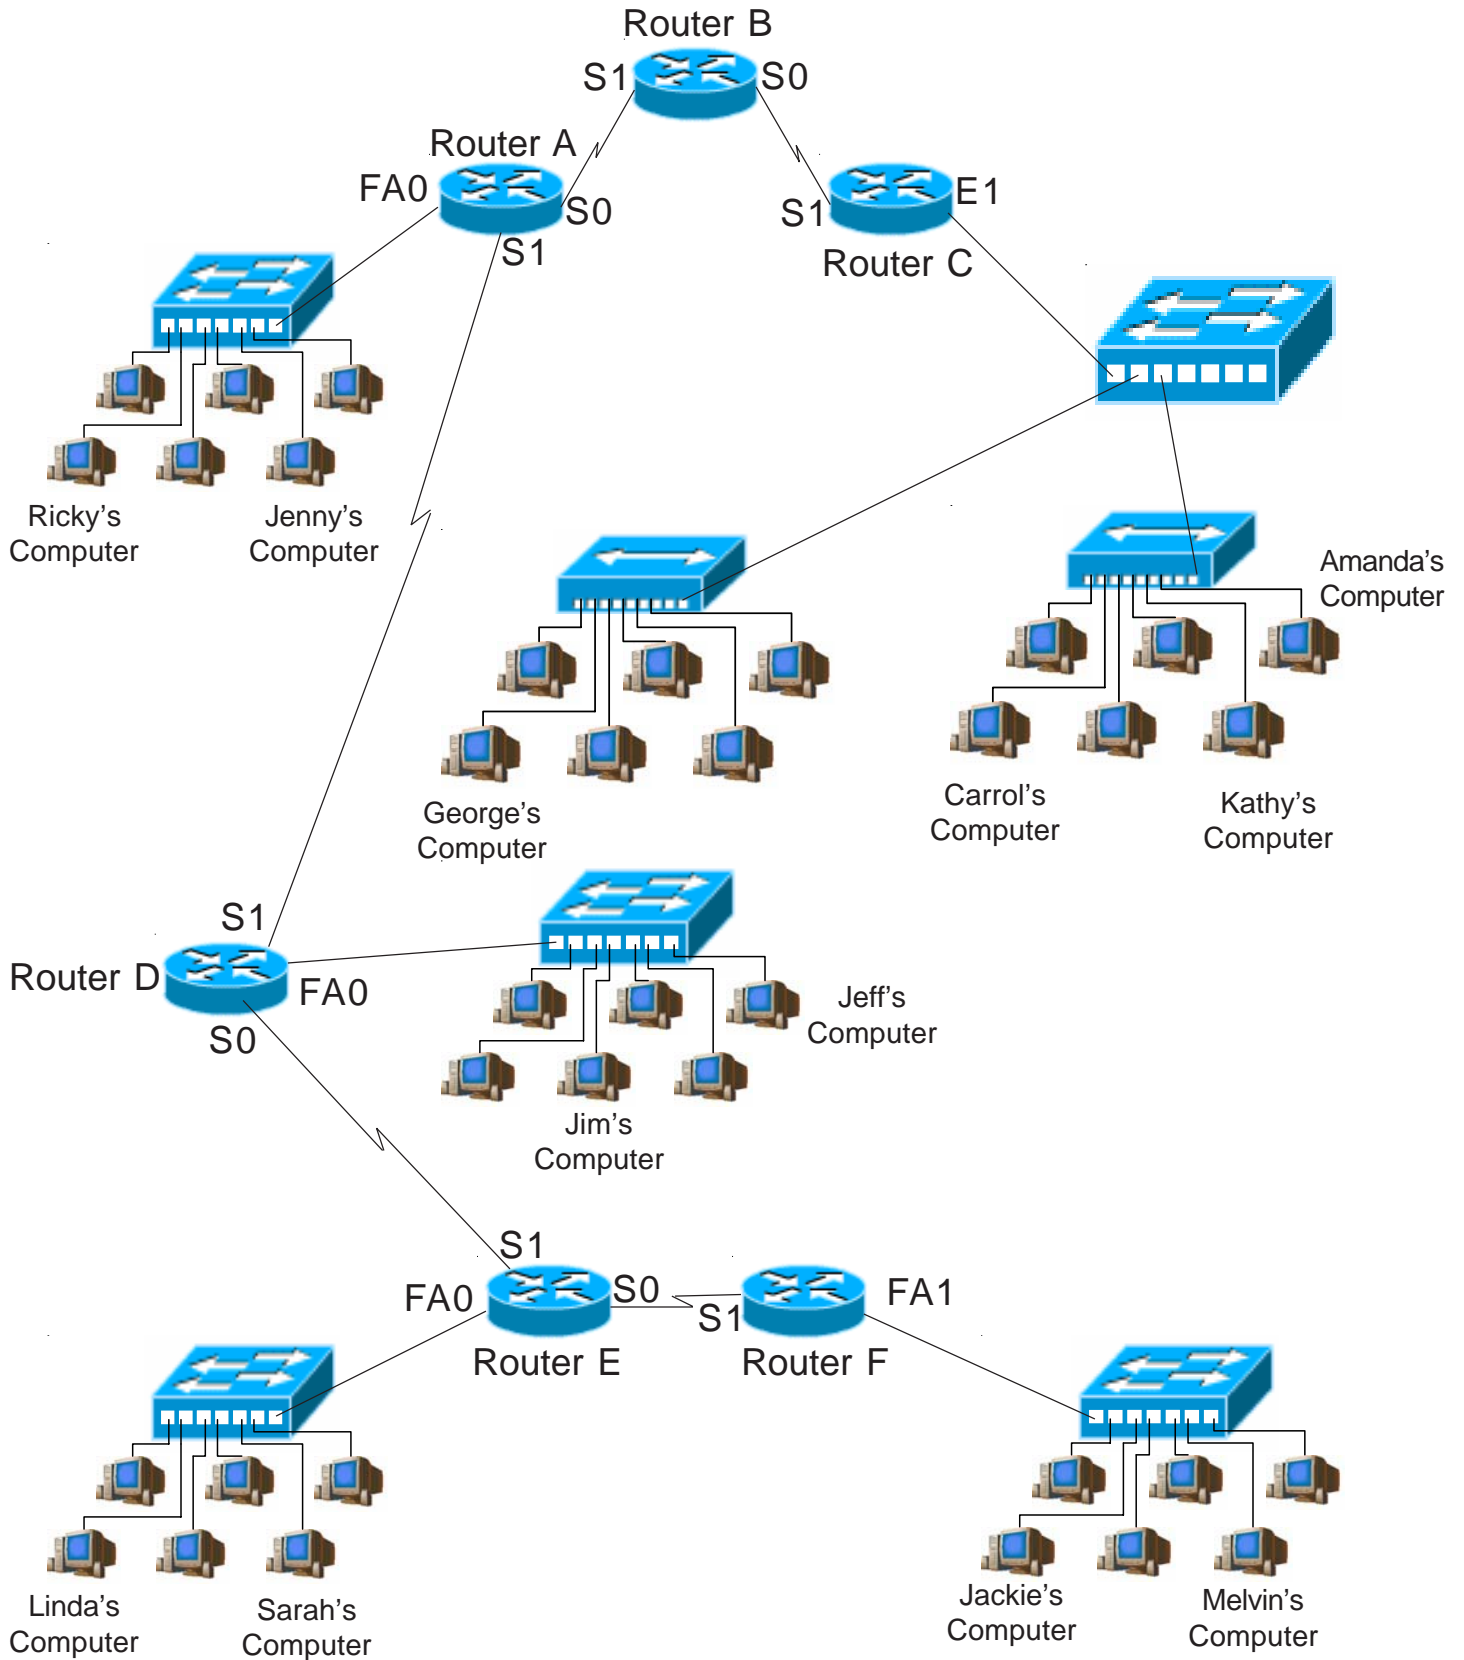 Router B
S1
S0
Router A
FA0
S0
S1
S1
E1
Router C
Ricky's
Computer
Jenny's
Computer
Amanda's
Computer
George's
Computer
Carrol's
Computer
Kathy's
Computer
S1
Router D
FA0
S0
Jeff's
Computer
Jim's
Computer
S1
FA0
S0
S1
FA1
Router E
Router F
Linda's
Computer
Sarah's
Computer
Jackie's
Computer
Melvin's
Computer